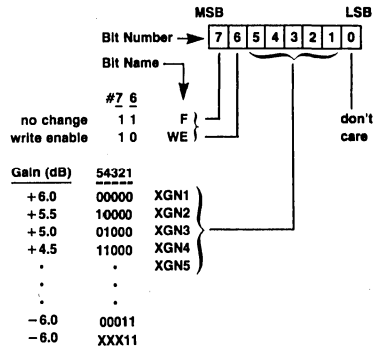 MSB LSB
Bit Number 7 6 5 4 3 2 1 0
Bit Name
#7 6
no change 1 1 F don't
write enable 1 0 WE care
Gain (dB) 54321
+6.0 00000 XGN1
+5.5 10000 XGN2
+5.0 01000 XGN3
+4.5 11000 XGN4
. . XGN5
. .
. .
−6.0 00011
−6.0 XXX11